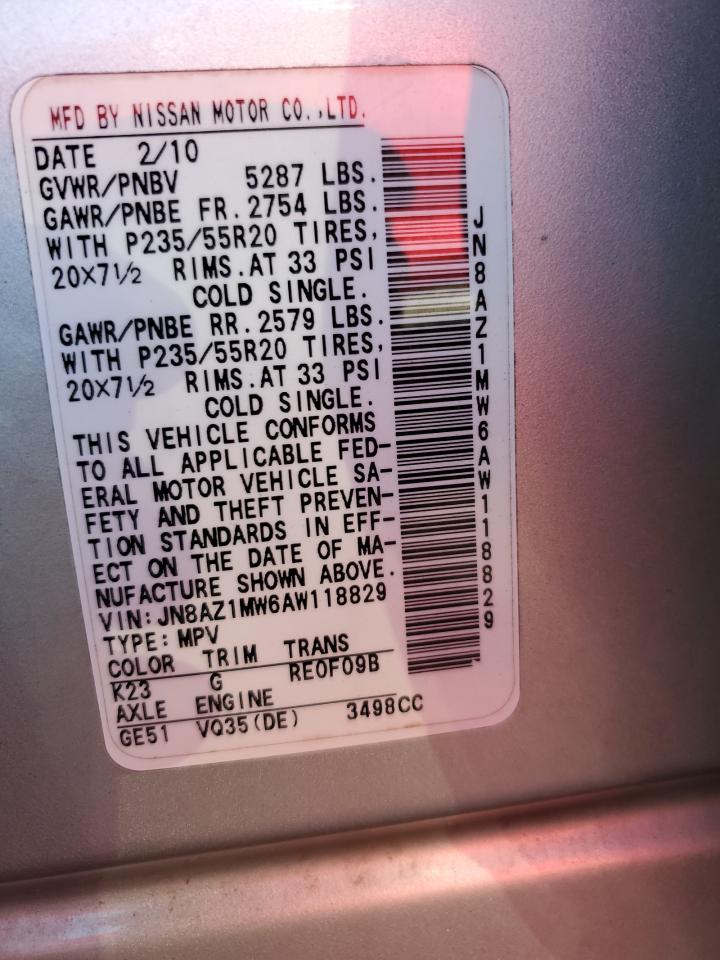 MFD BY NISSAN MOTOR CO.,LTD.
DATE 2/10
GVWR/PNBV 5287 LBS.
GAWR/PNBE FR.2754 LBS.
WITH P235/55R20 TIRES,
20X7½ RIMS.AT 33 PSI
COLD SINGLE.
GAWR/PNBE RR.2579 LBS.
WITH P235/55R20 TIRES,
20X7½ RIMS.AT 33 PSI
COLD SINGLE.
THIS VEHICLE CONFORMS
TO ALL APPLICABLE FED-
ERAL MOTOR VEHICLE SA-
FETY AND THEFT PREVEN-
TION STANDARDS IN EFF-
ECT ON THE DATE OF MA-
NUFACTURE SHOWN ABOVE.
VIN:JN8AZ1MW6AW118829
TYPE:MPV
COLOR TRIM TRANS
K23 G RE0F09B
AXLE ENGINE
GE51 VQ35(DE) 3498CC
JN8AZ1MW6AW118829